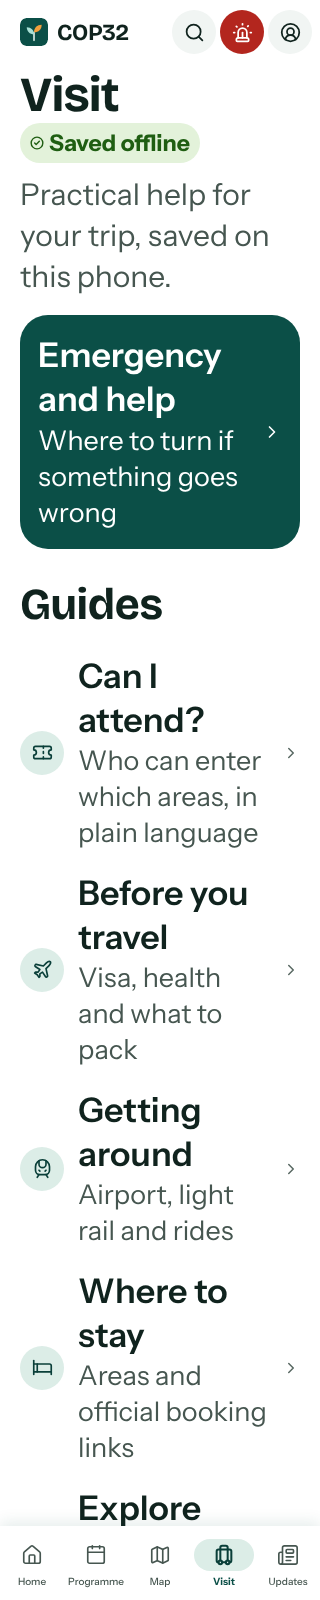 COP32
Visit
Saved offline
Practical help for
your trip, saved on
this phone.
Emergency
and help
Where to turn if
something goes
wrong
Guides
Can I
attend?
Who can enter
which areas, in
plain language
Before you
travel
Visa, health
and what to
pack
Getting
around
Airport, light
rail and rides
Where to
stay
Areas and
official booking
links
Explore
Home
Programme
Map
Visit
Updates